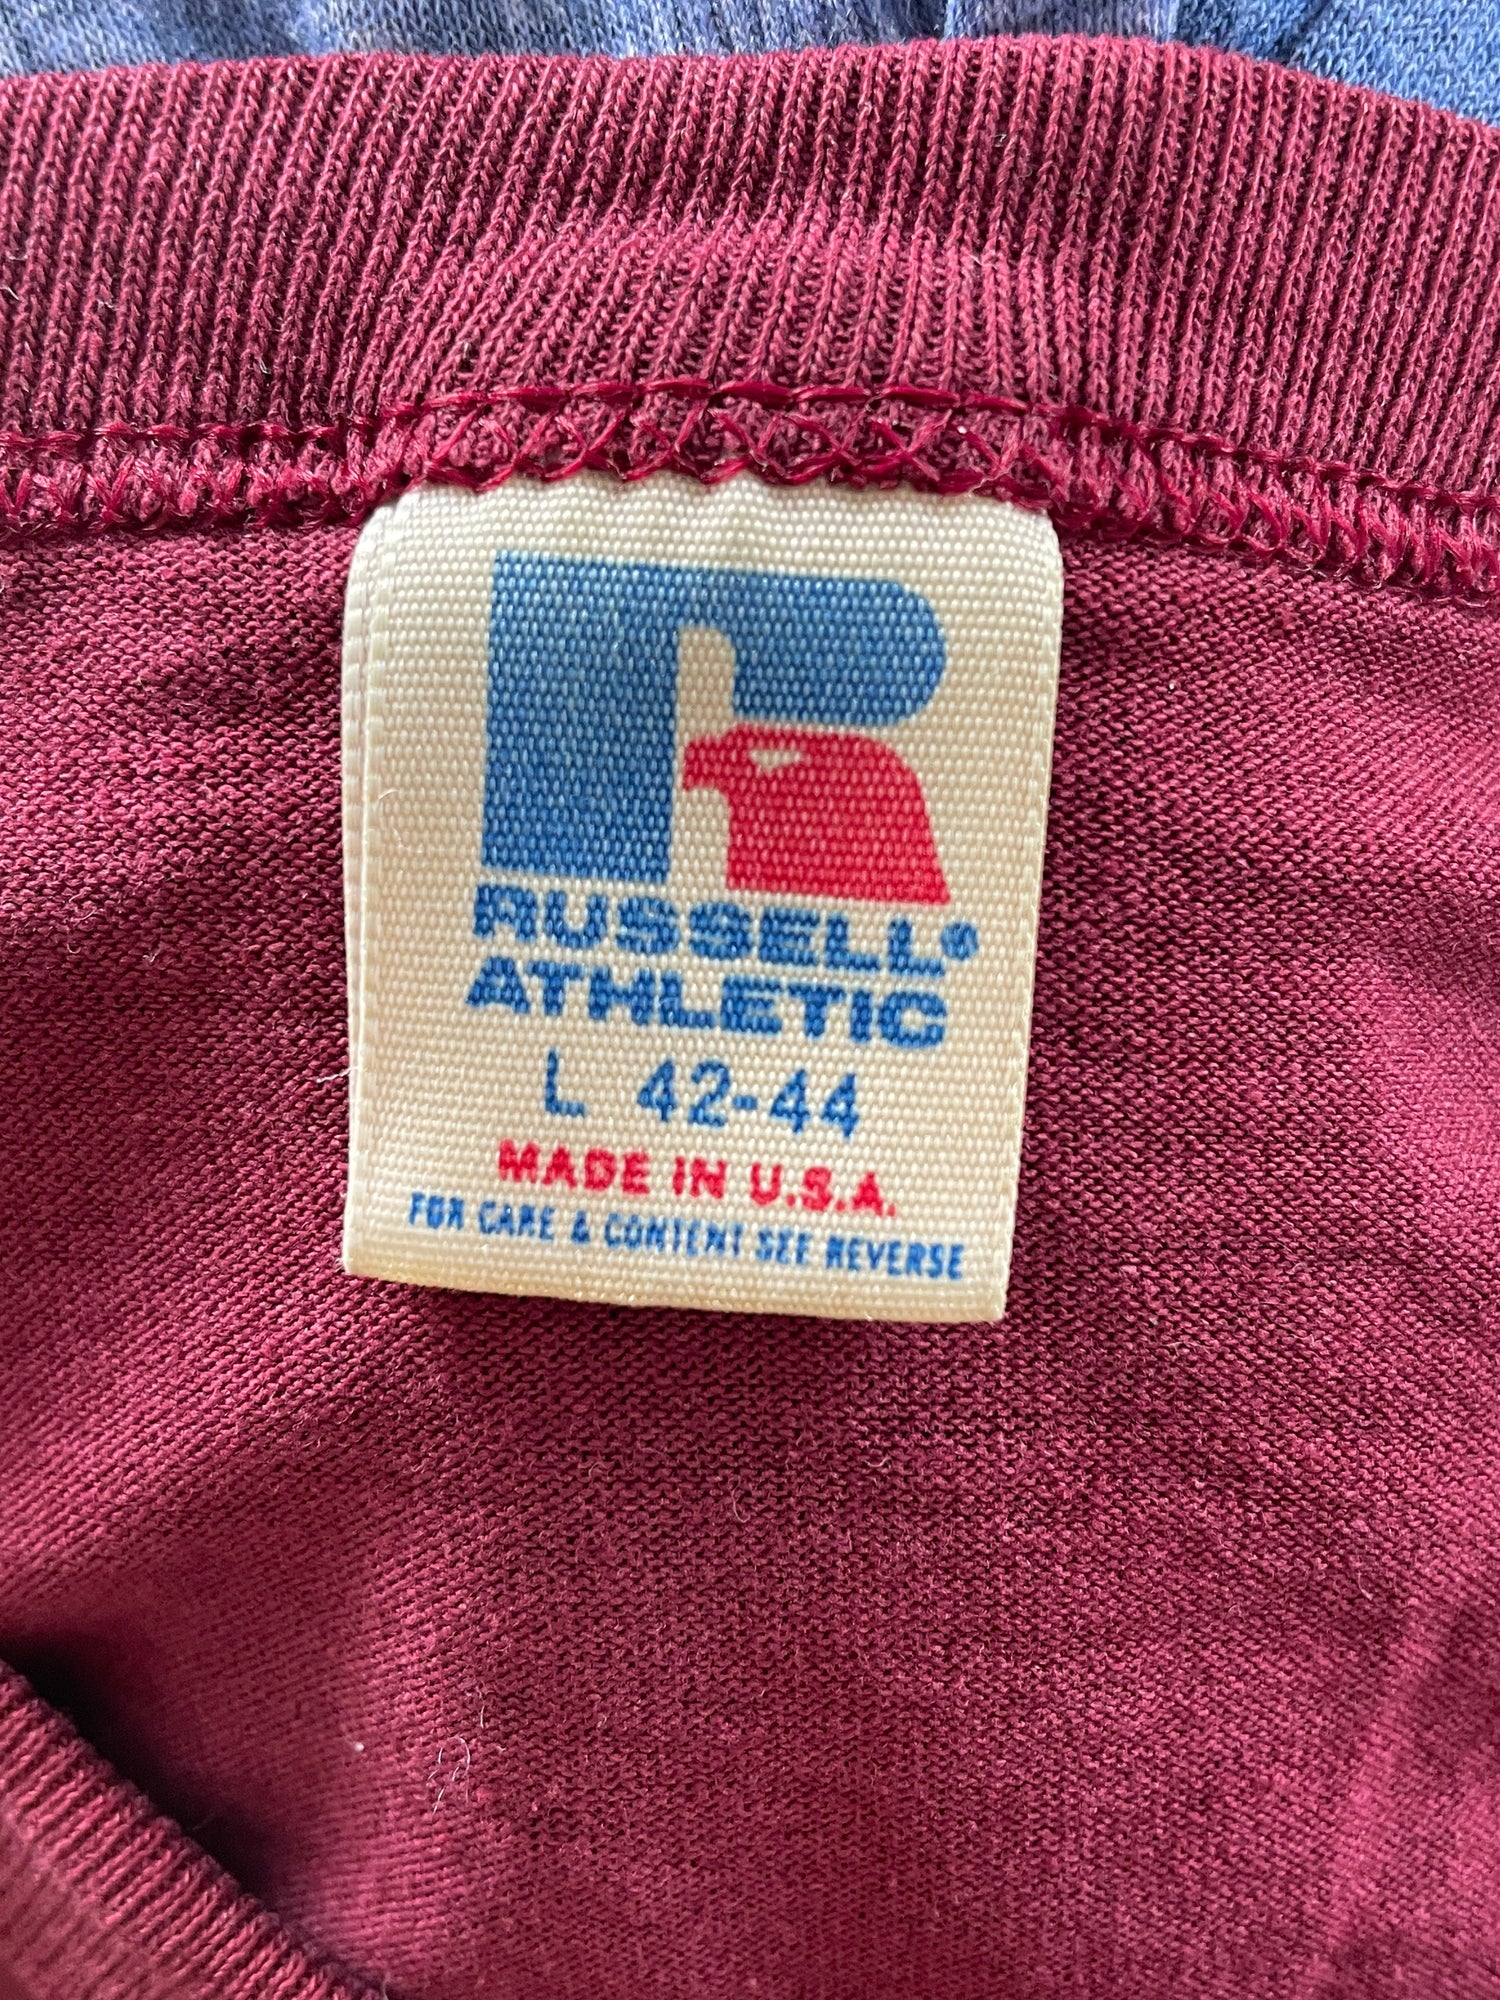 RUSSELL®
ATHLETIC
L 42-44
MADE IN U.S.A.
FOR CARE & CONTENT SEE REVERSE